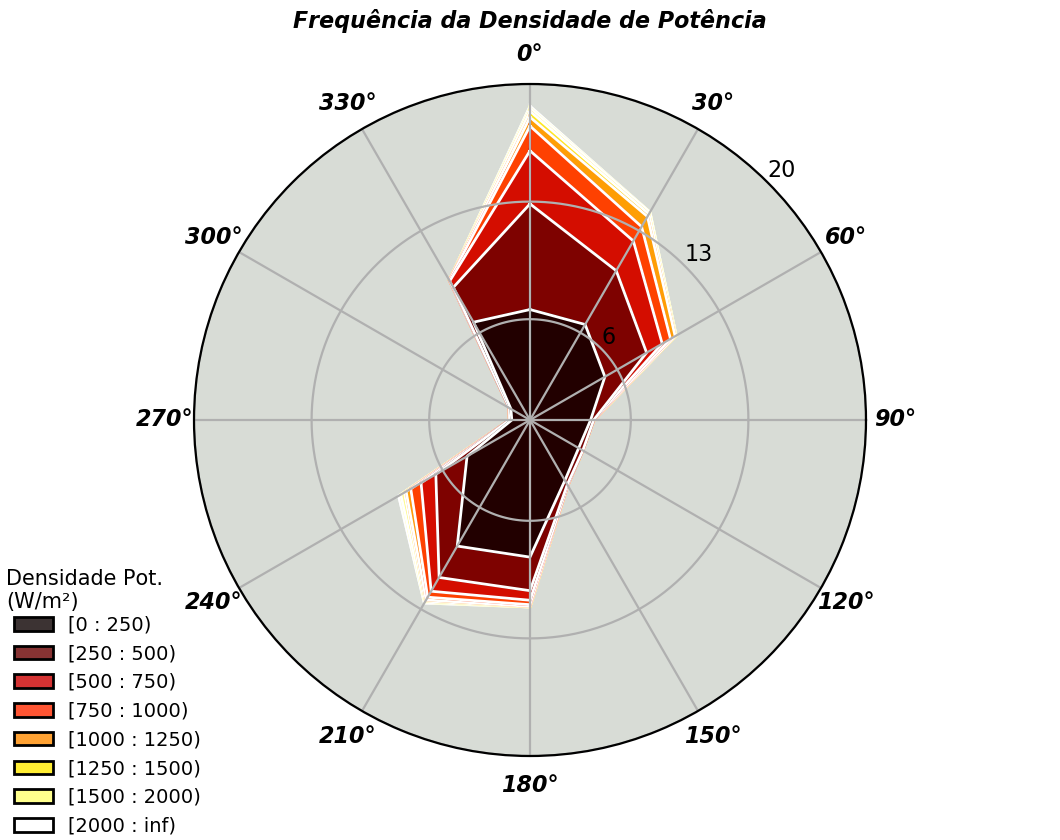 Frequência da Densidade de Potência
0°
330°
30°
20
300°
60°
13
6
270°
90°
240°
120°
210°
150°
180°
Densidade Pot.
(W/m²)
[0 : 250)
[250 : 500)
[500 : 750)
[750 : 1000)
[1000 : 1250)
[1250 : 1500)
[1500 : 2000)
[2000 : inf)